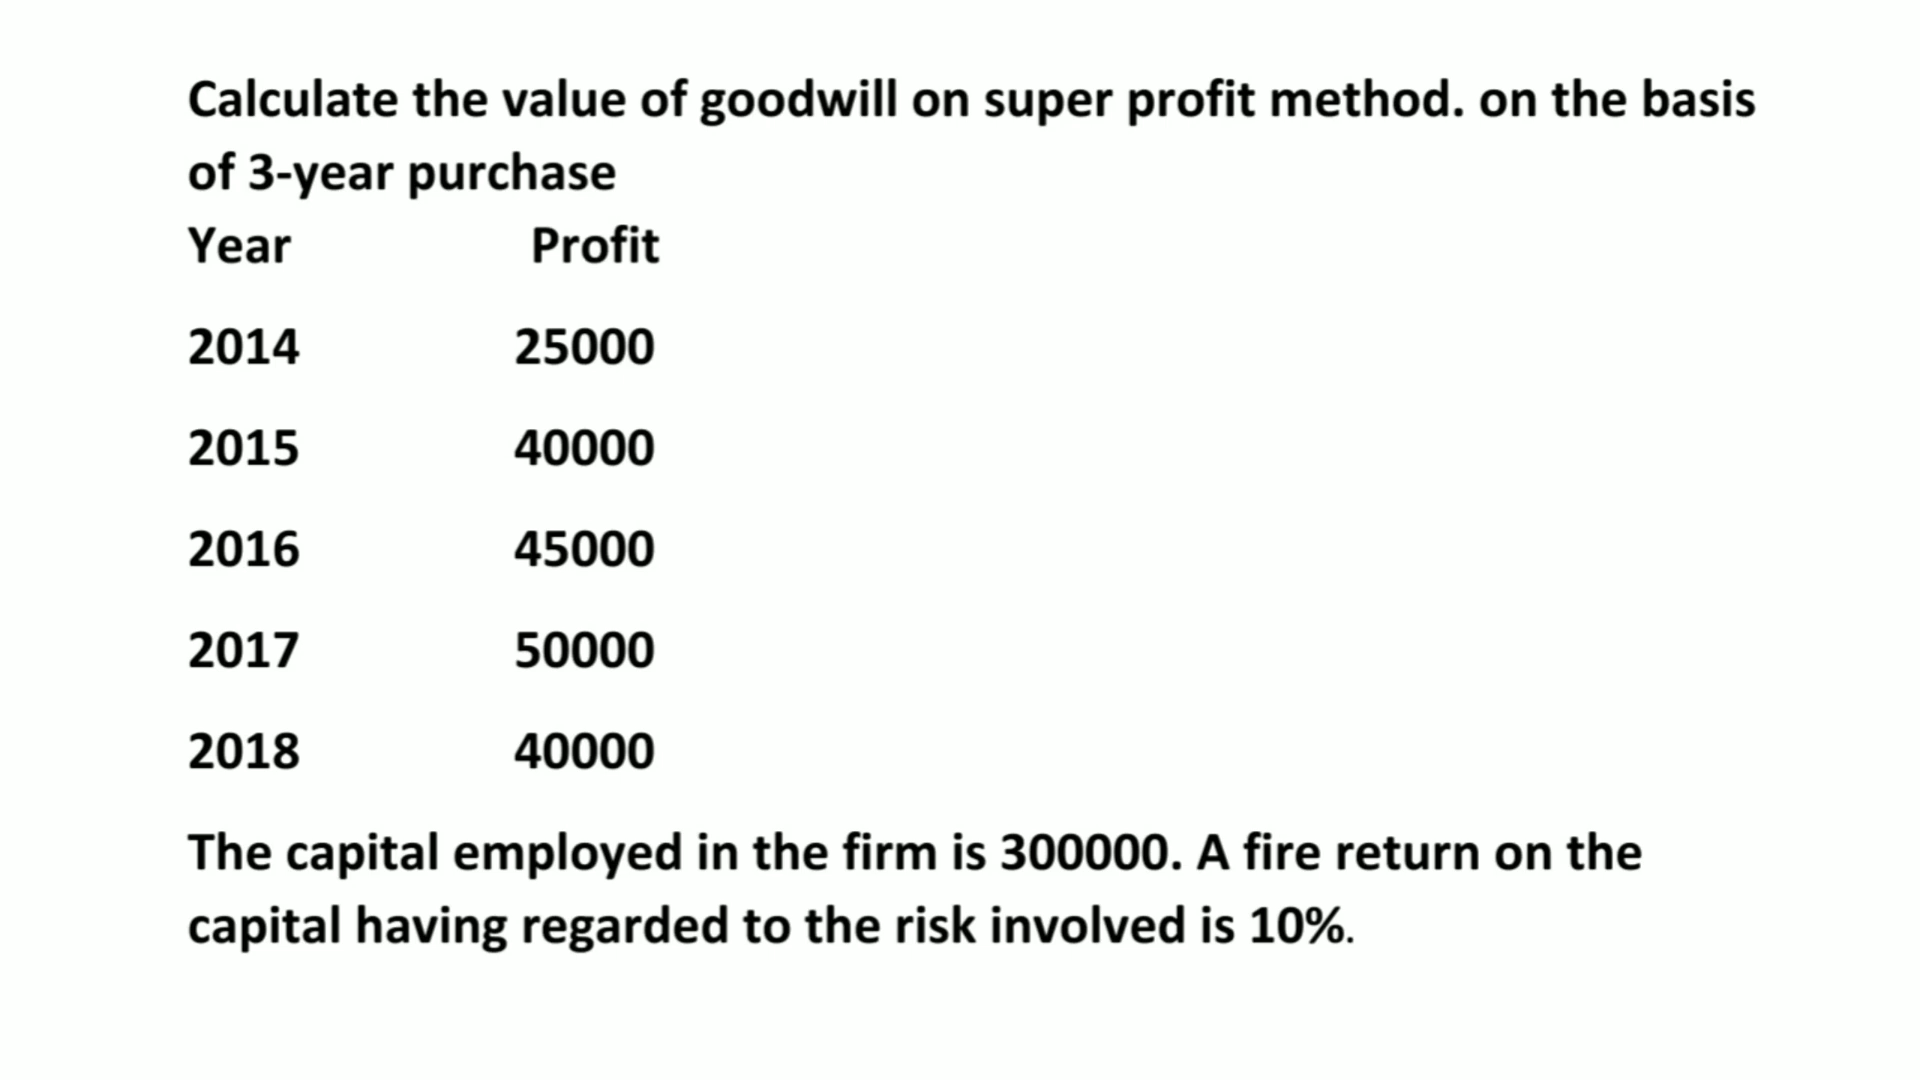 Calculate the value of goodwill on super profit method. on the basis
of 3-year purchase
Year Profit
2014 25000
2015 40000
2016 45000
2017 50000
2018 40000
The capital employed in the firm is 300000. A fire return on the
capital having regarded to the risk involved is 10%.